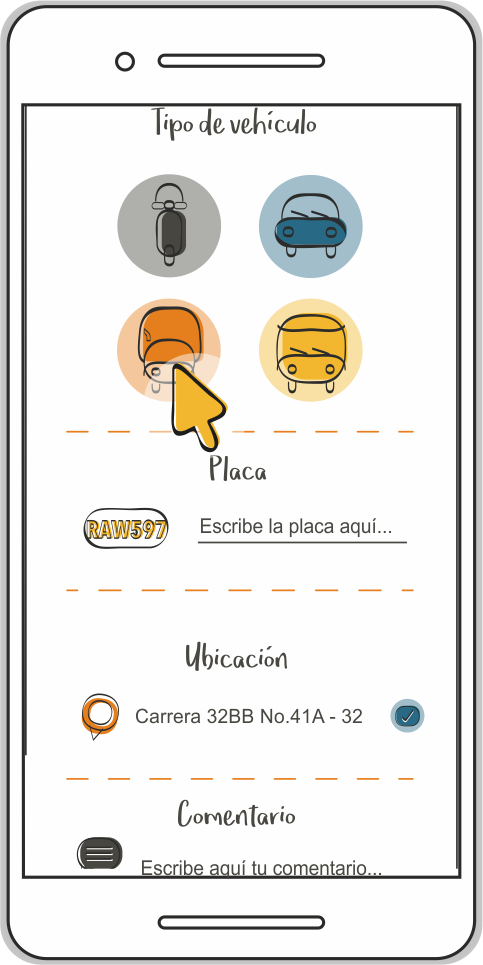 Tipo de vehículo
Placa
RAW597 Escribe la placa aquí...
Ubicación
Carrera 32BB No.41A - 32
Comentario
Escribe aquí tu comentario...